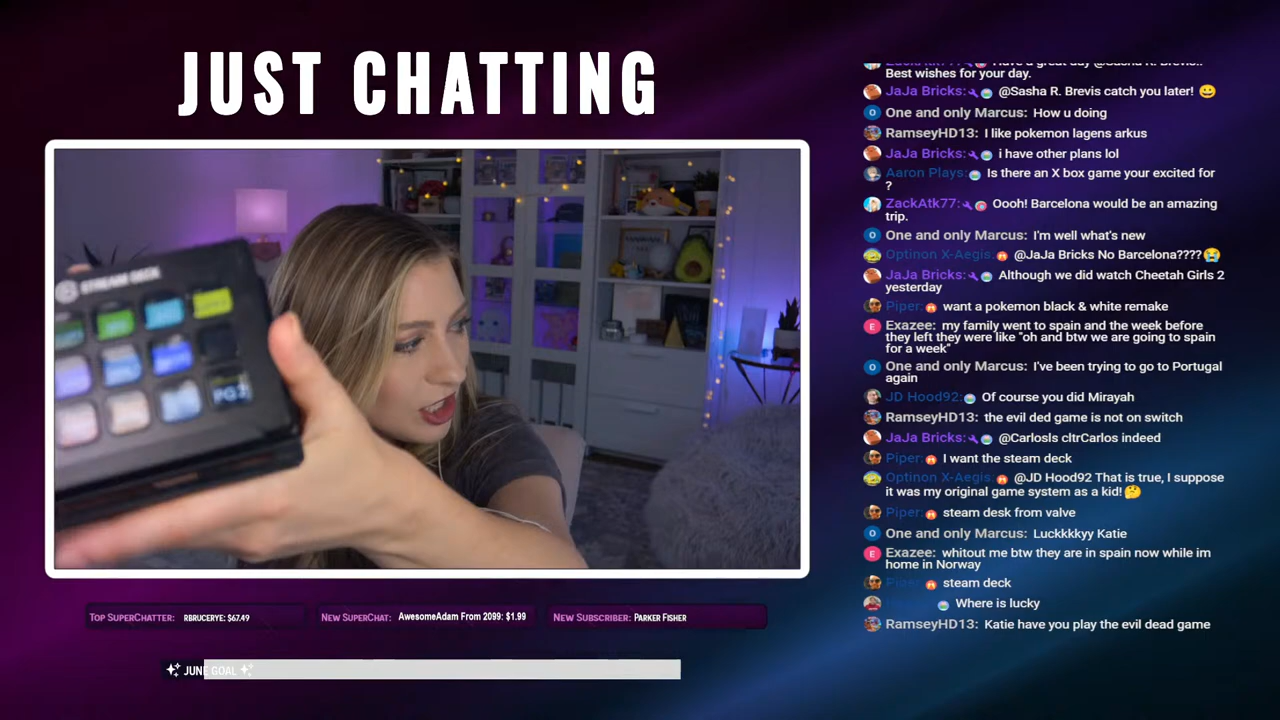 JUST CHATTING
STREAM DECK
PG 2
Best wishes for your day.
JaJa Bricks: @Sasha R. Brevis catch you later!
One and only Marcus: How u doing
RamseyHD13: I like pokemon lagens arkus
JaJa Bricks: i have other plans lol
Aaron Plays: Is there an X box game your excited for
?
ZackAtk77: Oooh! Barcelona would be an amazing
trip.
One and only Marcus: I'm well what's new
Optinon X-Aegis: @JaJa Bricks No Barcelona????😭
JaJa Bricks: Although we did watch Cheetah Girls 2
yesterday
Piper: want a pokemon black & white remake
Exazee: my family went to spain and the week before
they left they were like "oh and btw we are going to spain
for a week"
One and only Marcus: I've been trying to go to Portugal
again
JD Hood92: Of course you did Mirayah
RamseyHD13: the evil ded game is not on switch
JaJa Bricks: @Carlosls cltrCarlos indeed
Piper: I want the steam deck
Optinon X-Aegis: @JD Hood92 That is true, I suppose
it was my original game system as a kid!🤔
Piper: steam desk from valve
One and only Marcus: Luckkkkyy Katie
Exazee: whitout me btw they are in spain now while im
home in Norway
Piper: steam deck
Where is lucky
RamseyHD13: Katie have you play the evil dead game
TOP SUPERCHATTER: RBRUCERYE: $67.49
NEW SUPERCHAT: AWESOMEADAM FROM 2099: $1.99
NEW SUBSCRIBER: PARKER FISHER
JUNE GOAL